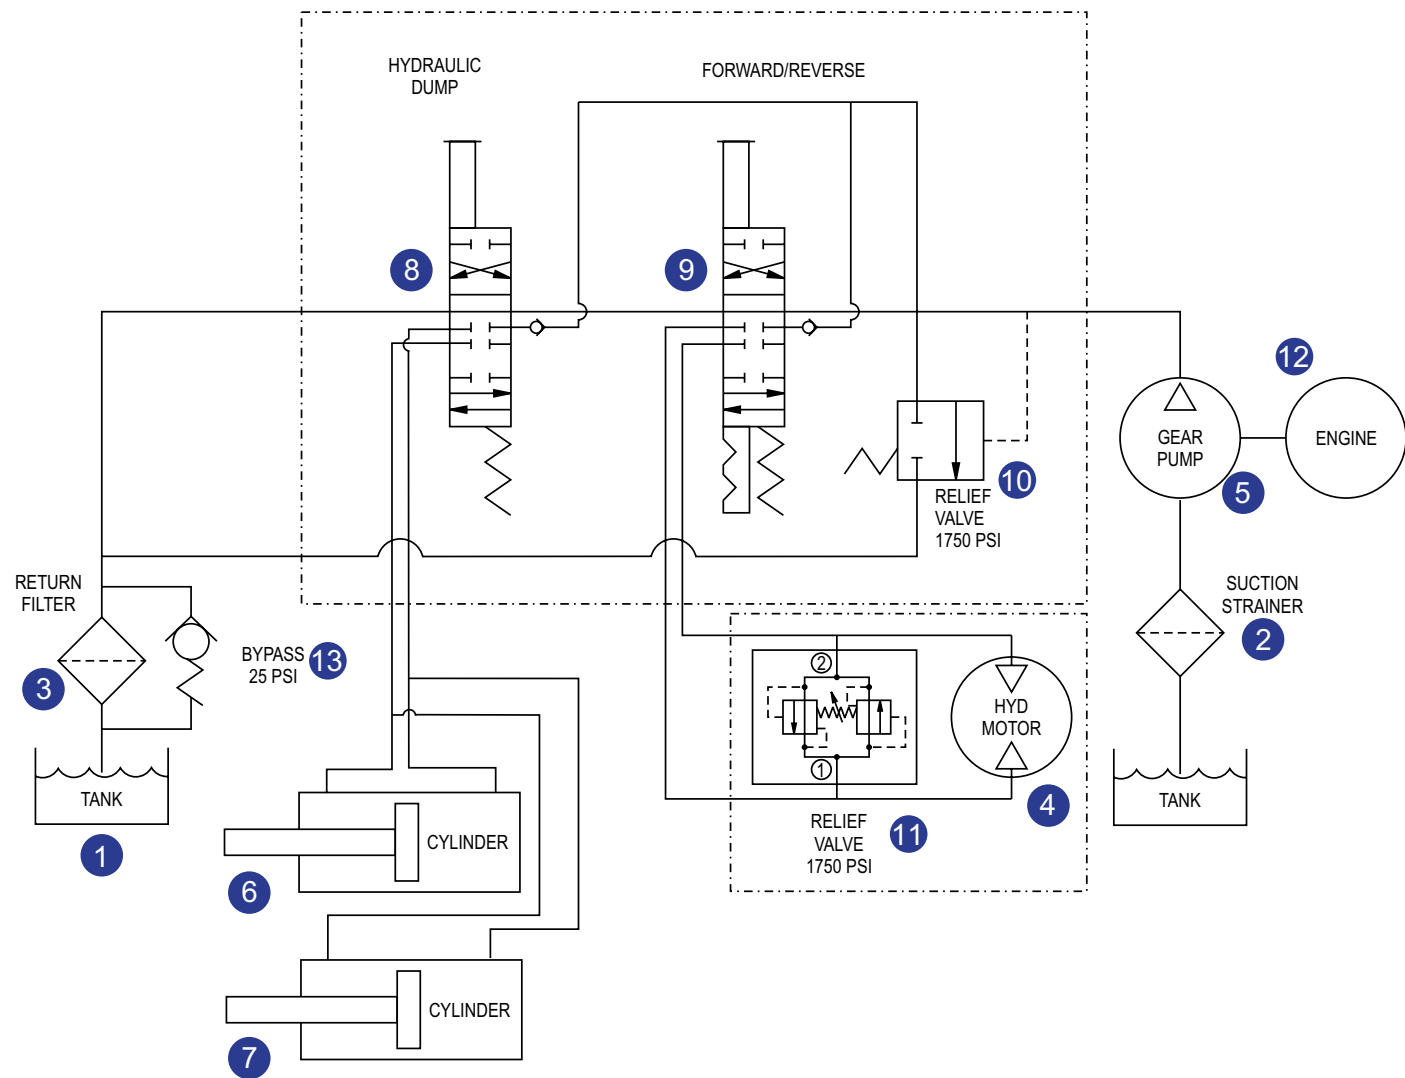 HYDRAULIC
DUMP
FORWARD/REVERSE
8
9
12
GEAR
PUMP
ENGINE
5
10
RELIEF
VALVE
1750 PSI
RETURN
FILTER
3
BYPASS
25 PSI
13
SUCTION
STRAINER
2
2
1
HYD
MOTOR
4
RELIEF
VALVE
1750 PSI
11
TANK
1
TANK
CYLINDER
6
CYLINDER
7